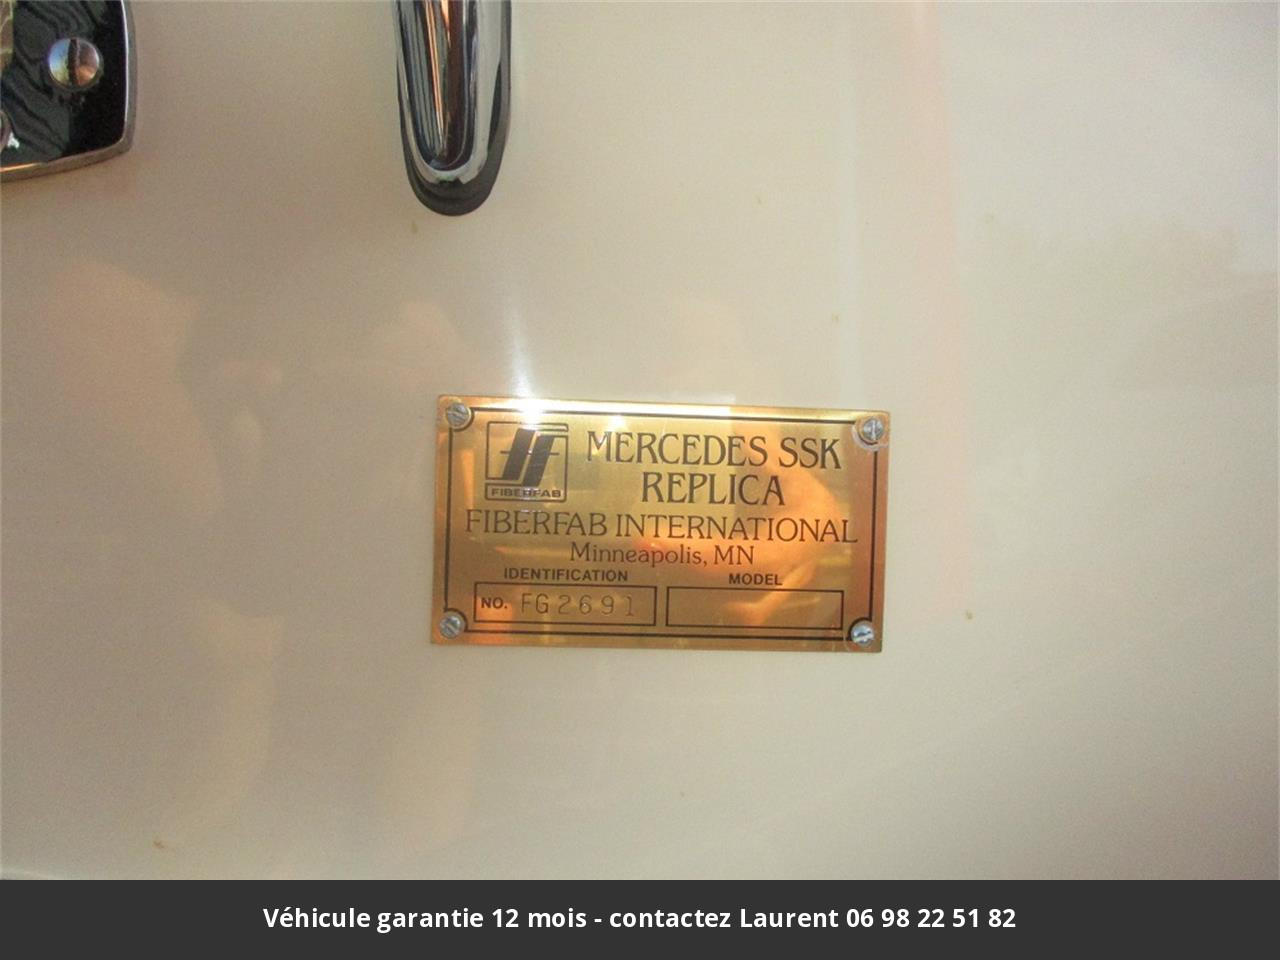 MERCEDES SSK
REPLICA
FIBERFAB
FIBERFAB INTERNATIONAL
Minneapolis, MN
IDENTIFICATION MODEL
NO. FG2691
Véhicule garantie 12 mois - contactez Laurent 06 98 22 51 82